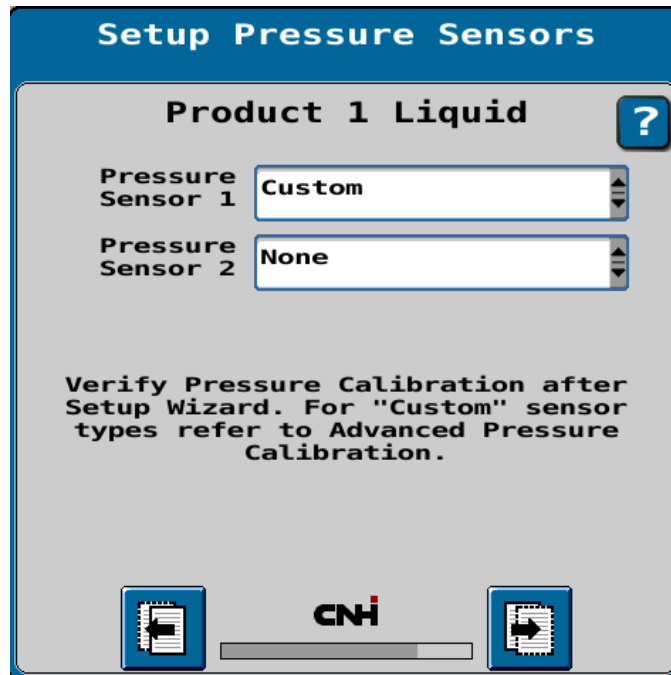 Setup Pressure Sensors
Product 1 Liquid
?
Pressure
Sensor 1
Custom
Pressure
Sensor 2
None
Verify Pressure Calibration after
Setup Wizard. For "Custom" sensor
types refer to Advanced Pressure
Calibration.
CNHi